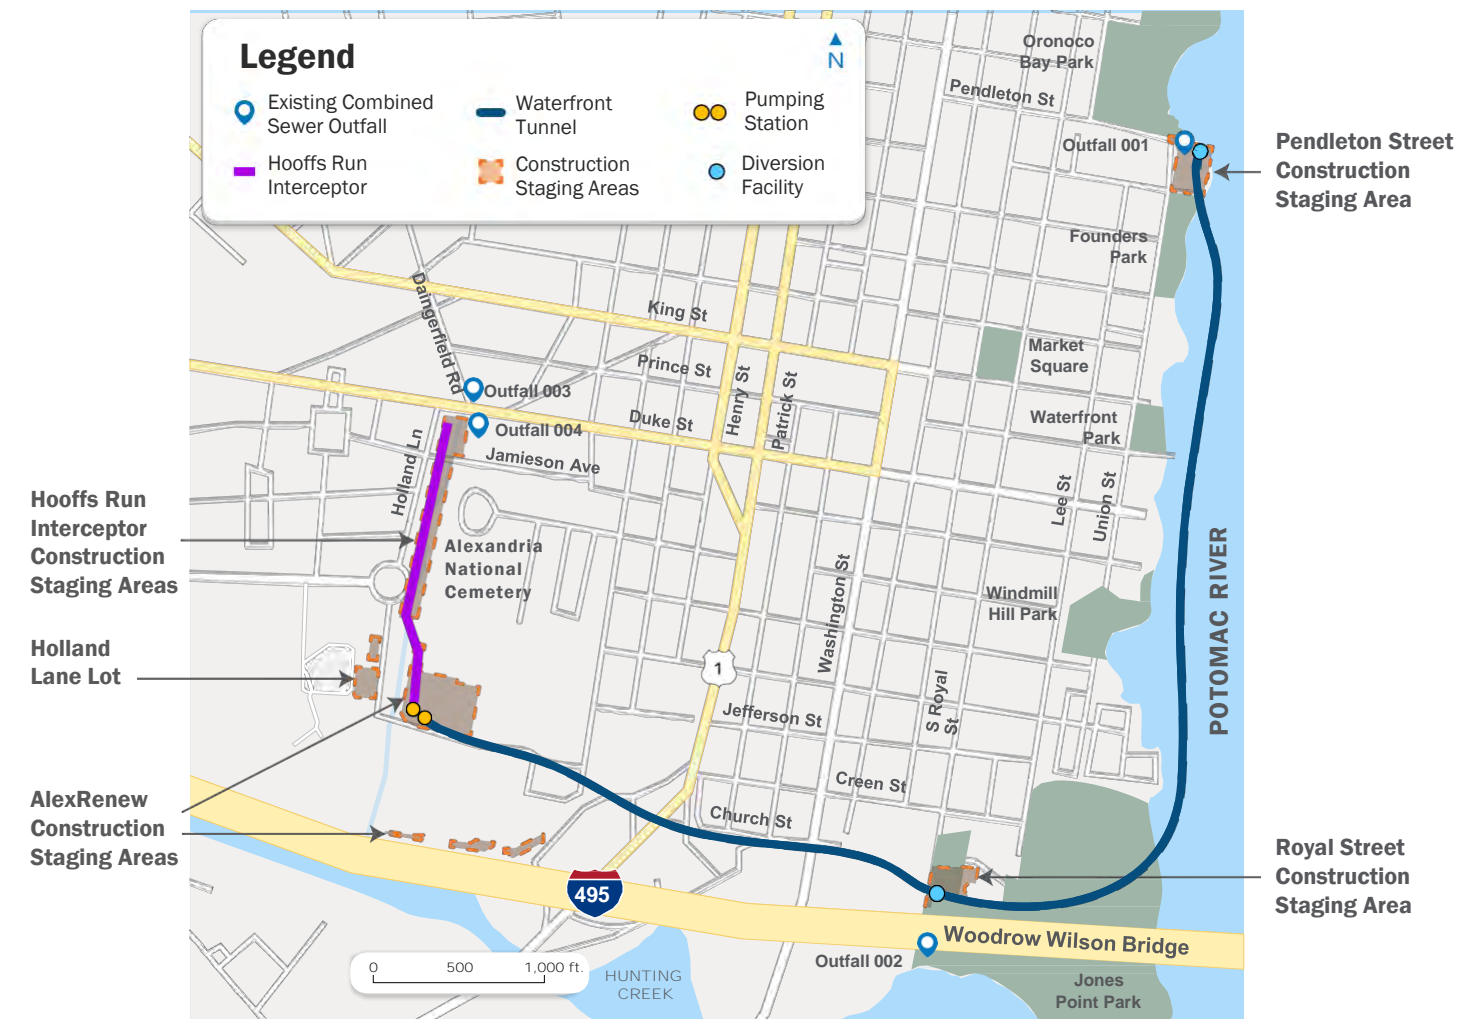 Legend
N
Existing Combined
Sewer Outfall
Waterfront
Tunnel
Pumping
Station
Hooffs Run
Interceptor
Construction
Staging Areas
Diversion
Facility
Oronoco
Bay Park
Pendleton St
Outfall 001
Pendleton Street
Construction
Staging Area
Founders
Park
Daingerfield Rd
King St
Market
Square
Prince St
Henry St
Patrick St
Outfall 003
Duke St
Waterfront
Park
Outfall 004
Jamieson Ave
Holland Ln
Lee St
Union St
Hooffs Run
Interceptor
Construction
Staging Areas
Alexandria
National
Cemetery
POTOMAC RIVER
Washington St
Windmill
Hill Park
Holland
Lane Lot
1
S Royal
St
Jefferson St
Creen St
Church St
AlexRenew
Construction
Staging Areas
Royal Street
Construction
Staging Area
495
Woodrow Wilson Bridge
Outfall 002
0 500 1,000 ft.
HUNTING
CREEK
Jones
Point Park